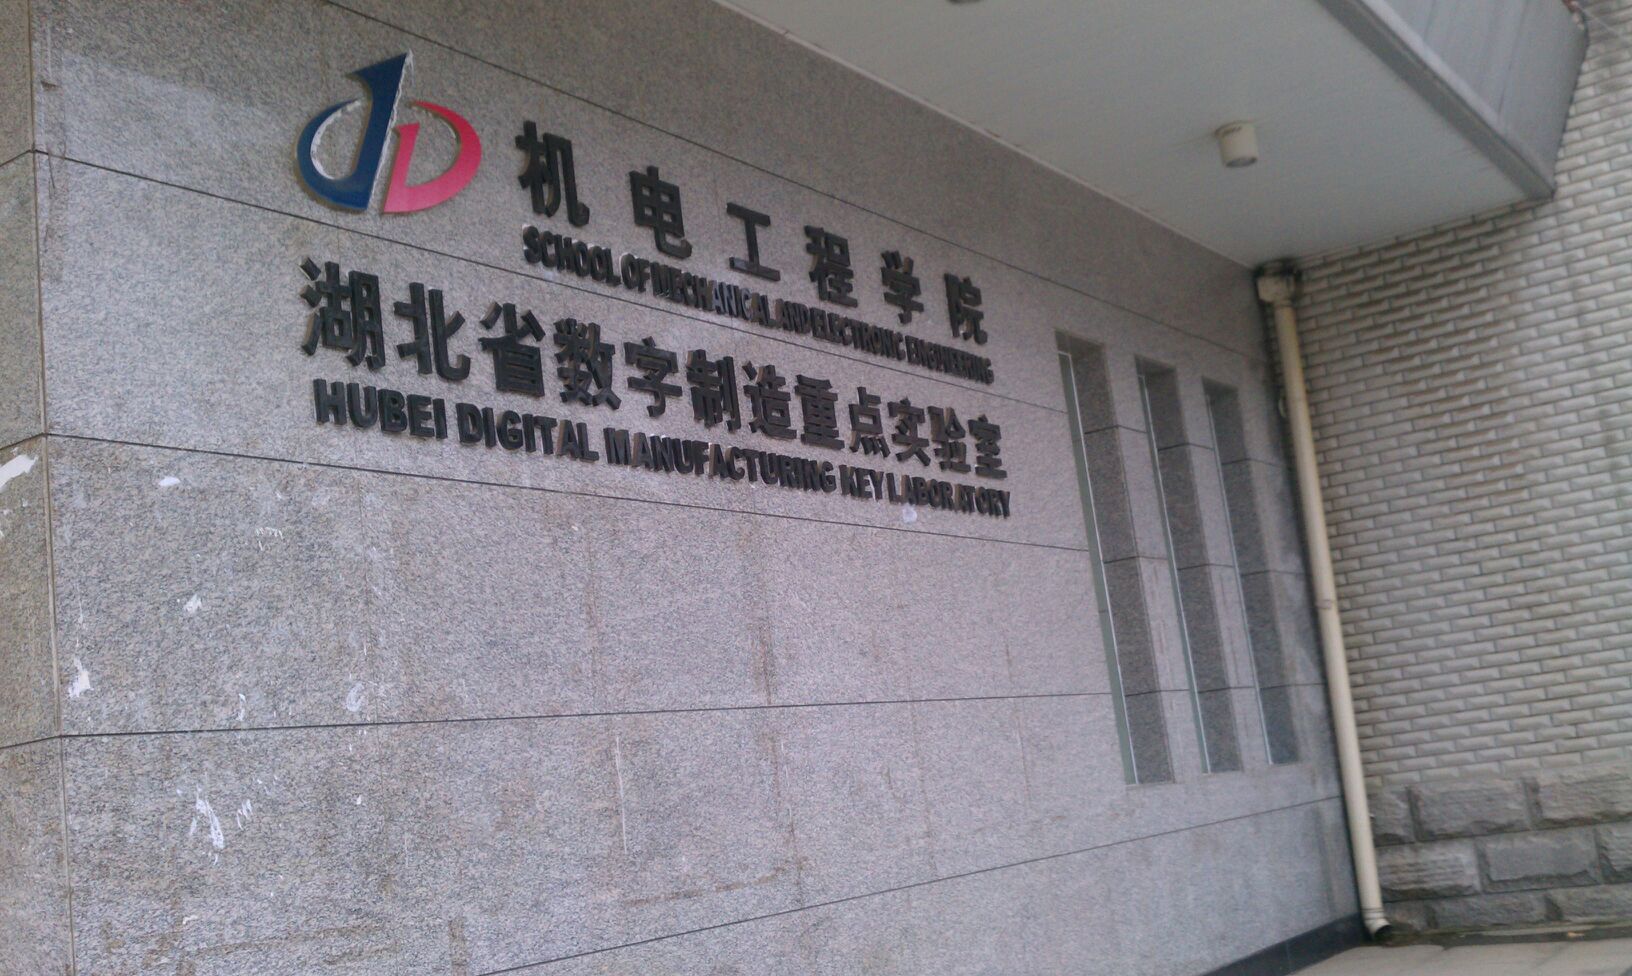 机电工程学院
SCHOOL OF MECHANICAL AND ELECTRONIC ENGINEERING
湖北省数字制造重点实验室
HUBEI DIGITAL MANUFACTURING KEY LABORATORY